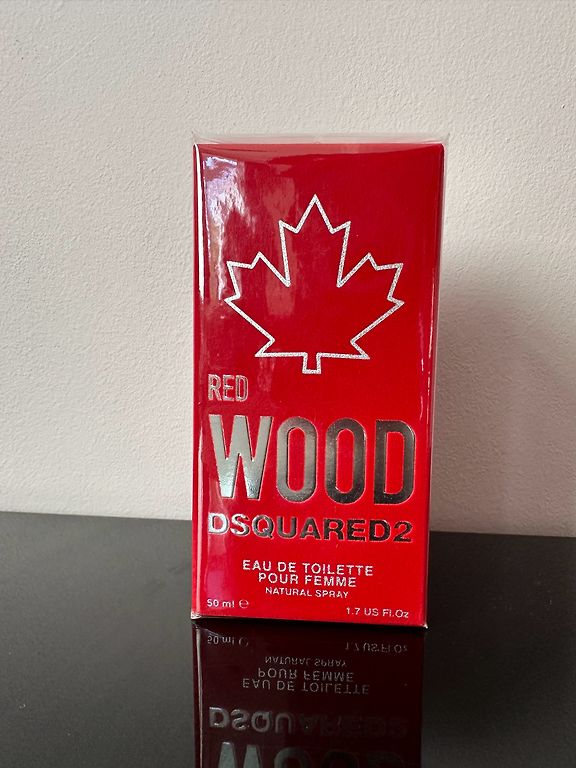 RED
WOOD
DSQUARED2
EAU DE TOILETTE
POUR FEMME
NATURAL SPRAY
50 ml ℮
1.7 US Fl.Oz